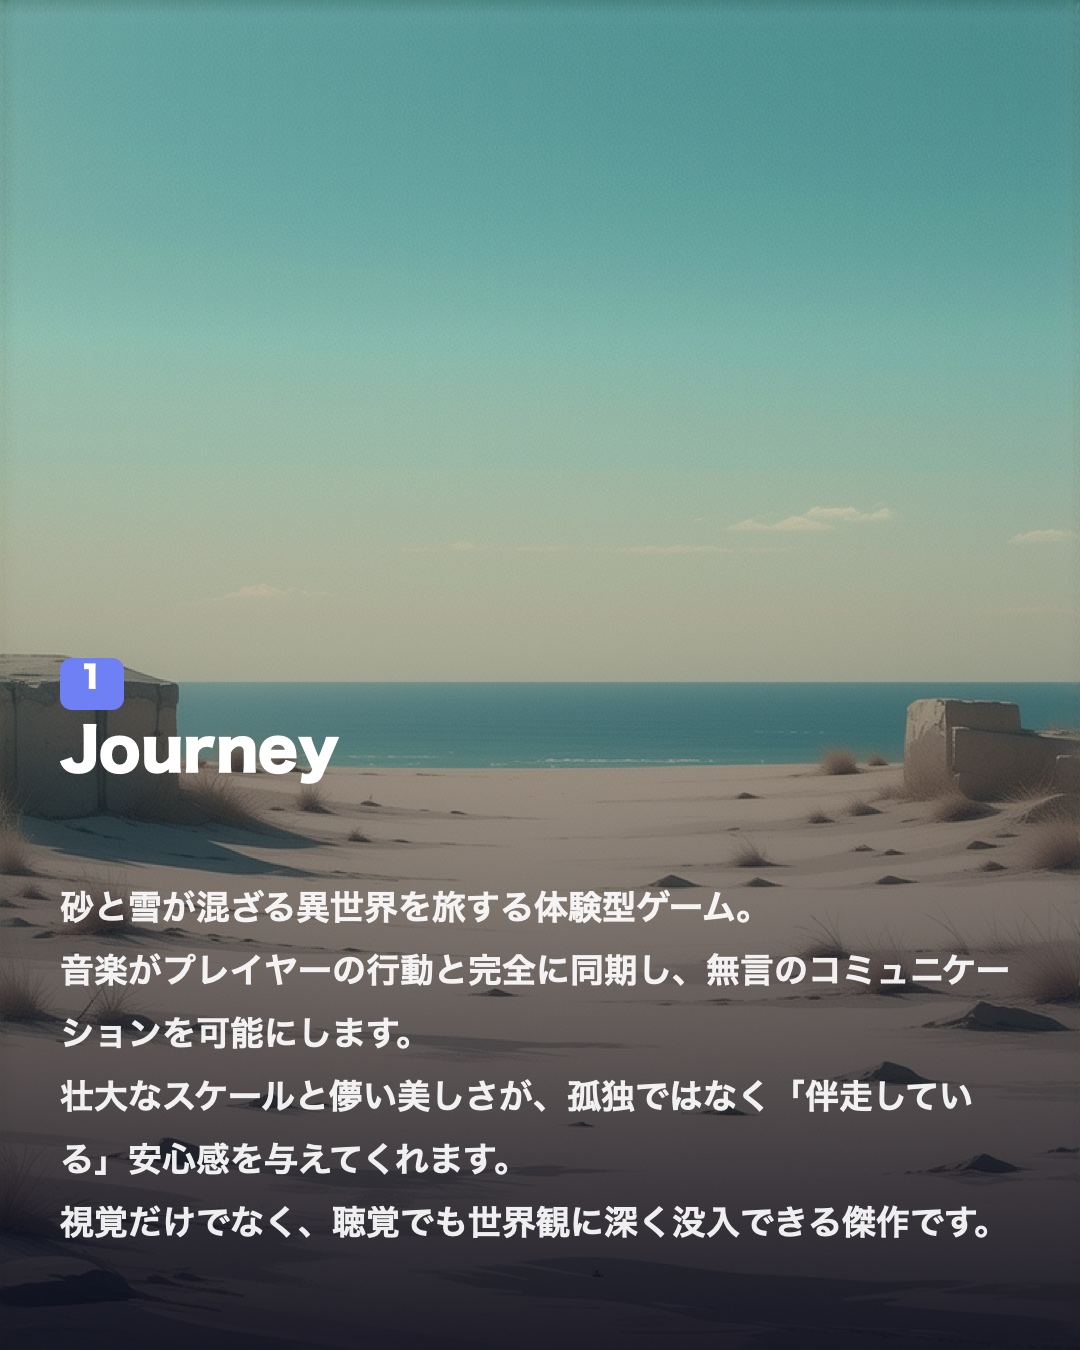 1
Journey
砂と雪が混ざる異世界を旅する体験型ゲーム。
音楽がプレイヤーの行動と完全に同期し、無言のコミュニケー
ションを可能にします。
壮大なスケールと儚い美しさが、孤独ではなく「伴走してい
る」安心感を与えてくれます。
視覚だけでなく、聴覚でも世界観に深く没入できる傑作です。